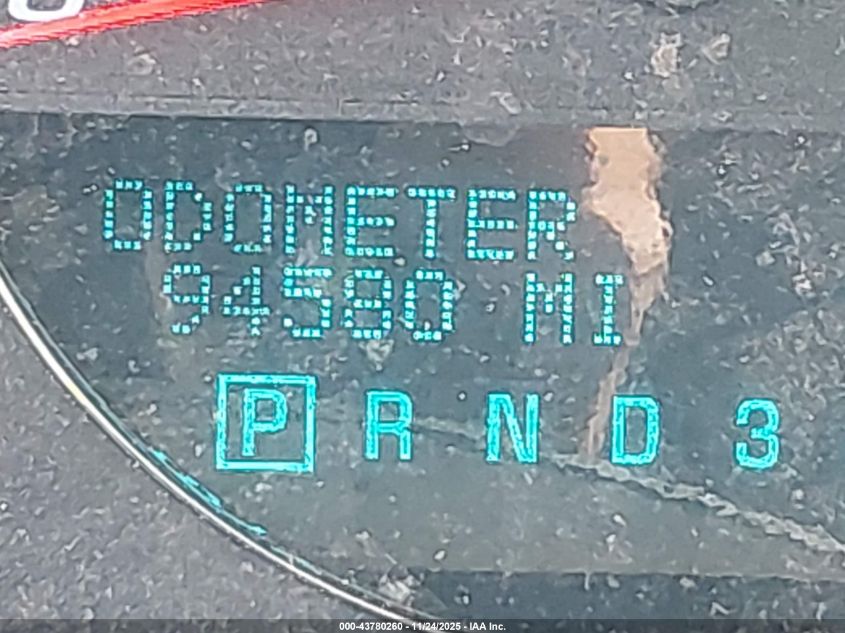 ODOMETER
94580 MI
P R N D 3
000-43780260 - 11/24/2025 - IAA Inc.